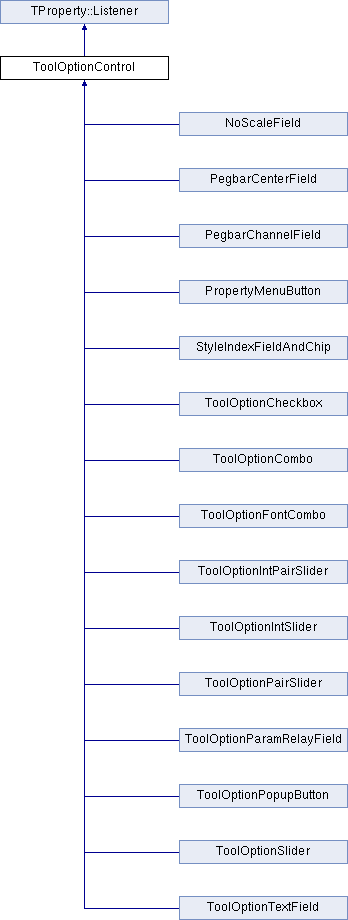 TProperty::Listener
ToolOptionControl
NoScaleField
PegbarCenterField
PegbarChannelField
PropertyMenuButton
StyleIndexFieldAndChip
ToolOptionCheckbox
ToolOptionCombo
ToolOptionFontCombo
ToolOptionIntPairSlider
ToolOptionIntSlider
ToolOptionPairSlider
ToolOptionParamRelayField
ToolOptionPopupButton
ToolOptionSlider
ToolOptionTextField